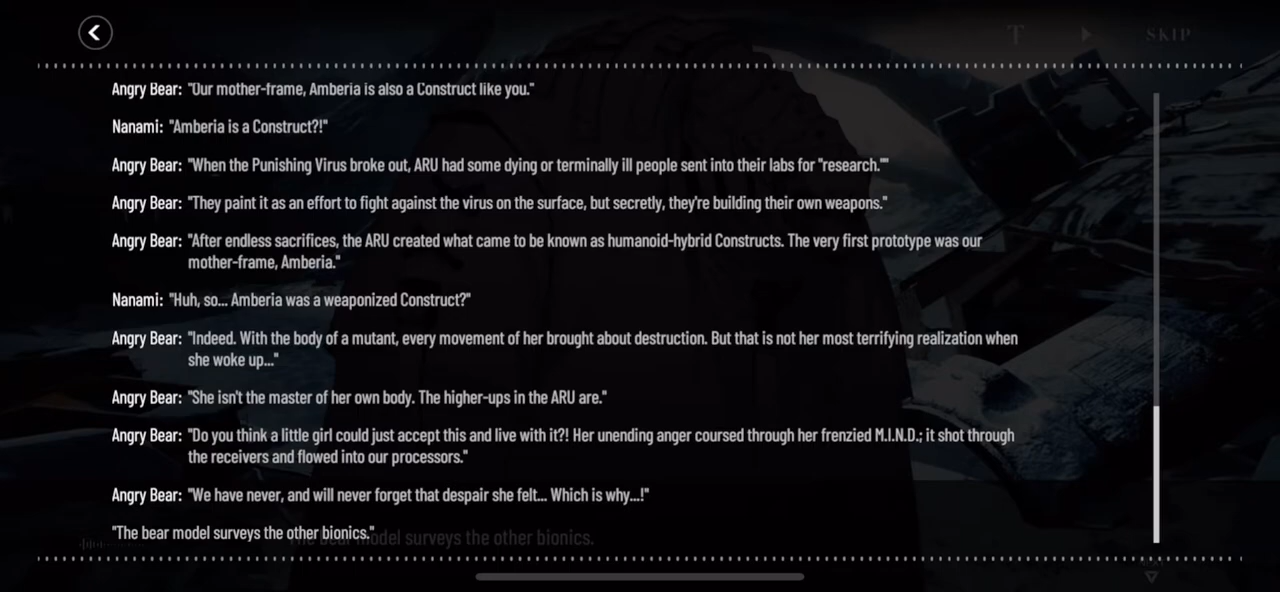 T SKIP
Angry Bear: "Our mother-frame, Amberia is also a Construct like you."
Nanami: "Amberia is a Construct?!"
Angry Bear: "When the Punishing Virus broke out, ARU had some dying or terminally ill people sent into their labs for "research.""
Angry Bear: "They paint it as an effort to fight against the virus on the surface, but secretly, they're building their own weapons."
Angry Bear: "After endless sacrifices, the ARU created what came to be known as humanoid-hybrid Constructs. The very first prototype was our
mother-frame, Amberia."
Nanami: "Huh, so... Amberia was a weaponized Construct?"
Angry Bear: "Indeed. With the body of a mutant, every movement of her brought about destruction. But that is not her most terrifying realization when
she woke up..."
Angry Bear: "She isn't the master of her own body. The higher-ups in the ARU are."
Angry Bear: "Do you think a little girl could just accept this and live with it?! Her unending anger coursed through her frenzied M.I.N.D.; it shot through
the receivers and flowed into our processors."
Angry Bear: "We have never, and will never forget that despair she felt... Which is why...!"
"The bear model surveys the other bionics."
The bear model surveys the other bionics.